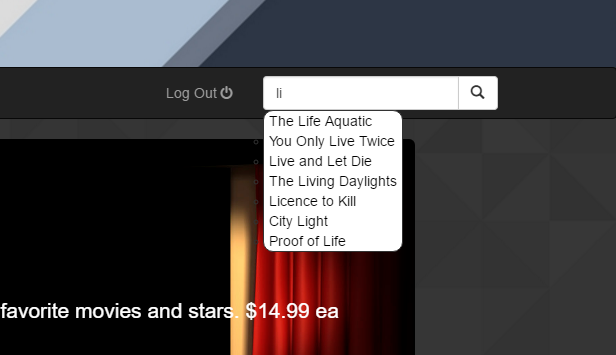 Log Out
li
The Life Aquatic
You Only Live Twice
Live and Let Die
The Living Daylights
Licence to Kill
City Light
Proof of Life
favorite movies and stars. $14.99 ea